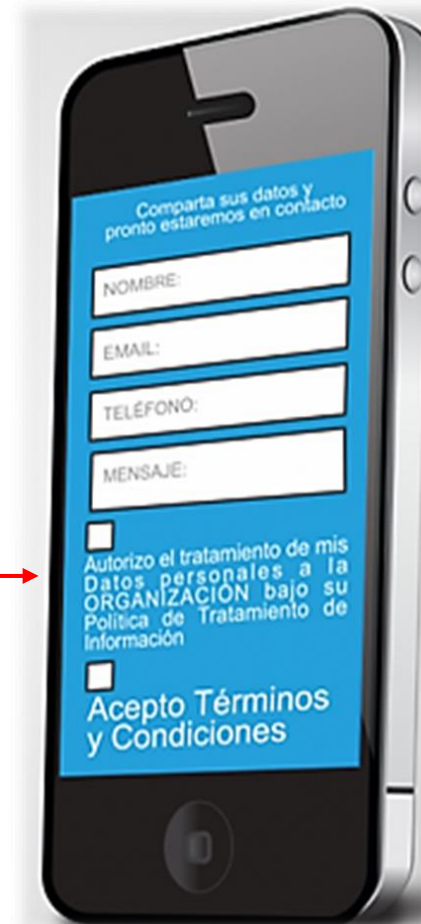 Comparta sus datos y
pronto estaremos en contacto
NOMBRE:
EMAIL:
TELÉFONO:
MENSAJE:
Autorizo el tratamiento de mis
Datos personales a la
ORGANIZACIÓN bajo su
Política de Tratamiento de
Información
Acepto Términos
y Condiciones